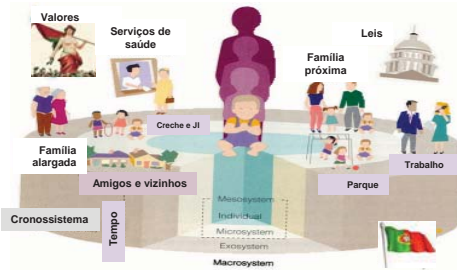 Valores
Serviços de
saúde
Leis
Família
próxima
Creche e JI
Família
alargada
Trabalho
Amigos e vizinhos
Parque
Cronossistema
Tempo
Mesosystem
Individual
Microsystem
Exosystem
Macrosystem